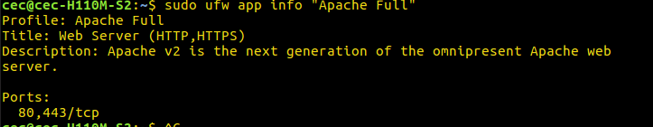 cec@cec-H110M-S2:~$ sudo ufw app info "Apache Full"
Profile: Apache Full
Title: Web Server (HTTP,HTTPS)
Description: Apache v2 is the next generation of the omnipresent Apache web
server.
Ports:
80,443/tcp
cec@cec-H110M-S2:~$ ^C